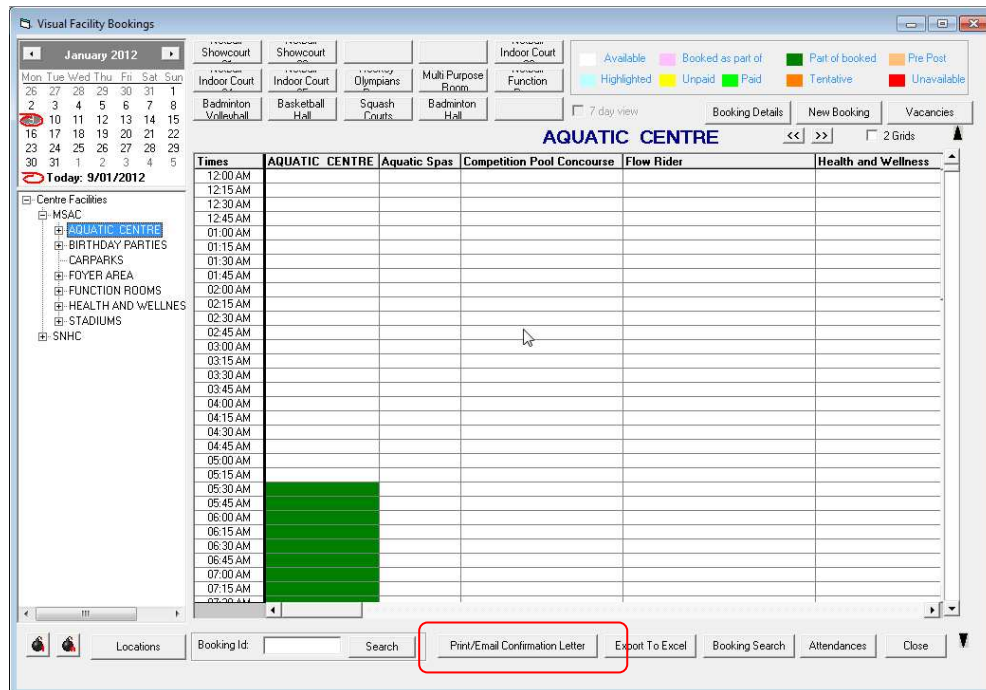 Visual Facility Bookings
January 2012
Mon Tue Wed Thu Fri Sat Sun
26 27 28 29 30 31 1
2 3 4 5 6 7 8
9 10 11 12 13 14 15
16 17 18 19 20 21 22
23 24 25 26 27 28 29
30 31 1 2 3 4 5
Today: 9/01/2012
Centre Facilities
MSAC
AQUATIC CENTRE
BIRTHDAY PARTIES
CARPARKS
FOYER AREA
FUNCTION ROOMS
HEALTH AND WELLNES
STADIUMS
SNHC
Showcourt
Showcourt
Indoor Court
Indoor Court
Indoor Court
Olympians
Multi Purpose
Room
Function
Badminton
Volleyball
Basketball
Hall
Squash
Courts
Badminton
Hall
Available Booked as part of Part of booked Pre Post
Highlighted Unpaid Paid Tentative Unavailable
7 day view Booking Details New Booking Vacancies
AQUATIC CENTRE << >> 2 Grids
Times AQUATIC CENTRE Aquatic Spas Competition Pool Concourse Flow Rider Health and Wellness
12:00 AM
12:15 AM
12:30 AM
12:45 AM
01:00 AM
01:15 AM
01:30 AM
01:45 AM
02:00 AM
02:15 AM
02:30 AM
02:45 AM
03:00 AM
03:15 AM
03:30 AM
03:45 AM
04:00 AM
04:15 AM
04:30 AM
04:45 AM
05:00 AM
05:15 AM
05:30 AM
05:45 AM
06:00 AM
06:15 AM
06:30 AM
06:45 AM
07:00 AM
07:15 AM
07:30 AM
Locations Booking Id: Search Print/Email Confirmation Letter Export To Excel Booking Search Attendances Close